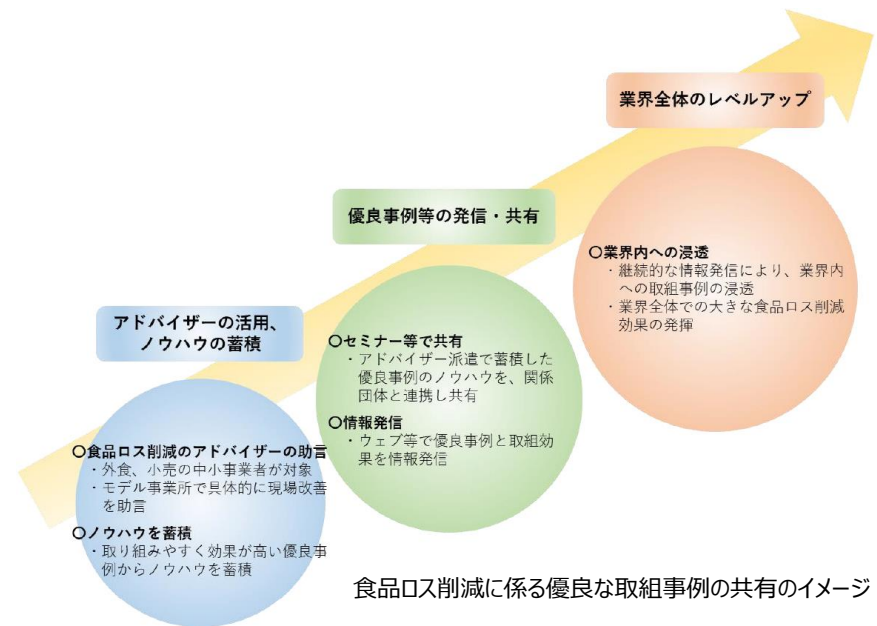 業界全体のレベルアップ
〇業界内への浸透
・継続的な情報発信により、業界内
への取組事例の浸透
・業界全体での大きな食品ロス削減
効果の発揮
優良事例等の発信・共有
〇セミナー等で共有
・アドバイザー派遣で蓄積した
優良事例のノウハウを、関係
団体と連携し共有
〇情報発信
・ウェブ等で優良事例と取組効
果を情報発信
アドバイザーの活用、
ノウハウの蓄積
〇食品ロス削減のアドバイザーの助言
・外食、小売の中小事業者が対象
・モデル事業所で具体的に現場改善
を助言
〇ノウハウを蓄積
・取り組みやすく効果が高い優良事
例からノウハウを蓄積
食品ロス削減に係る優良な取組事例の共有のイメージ